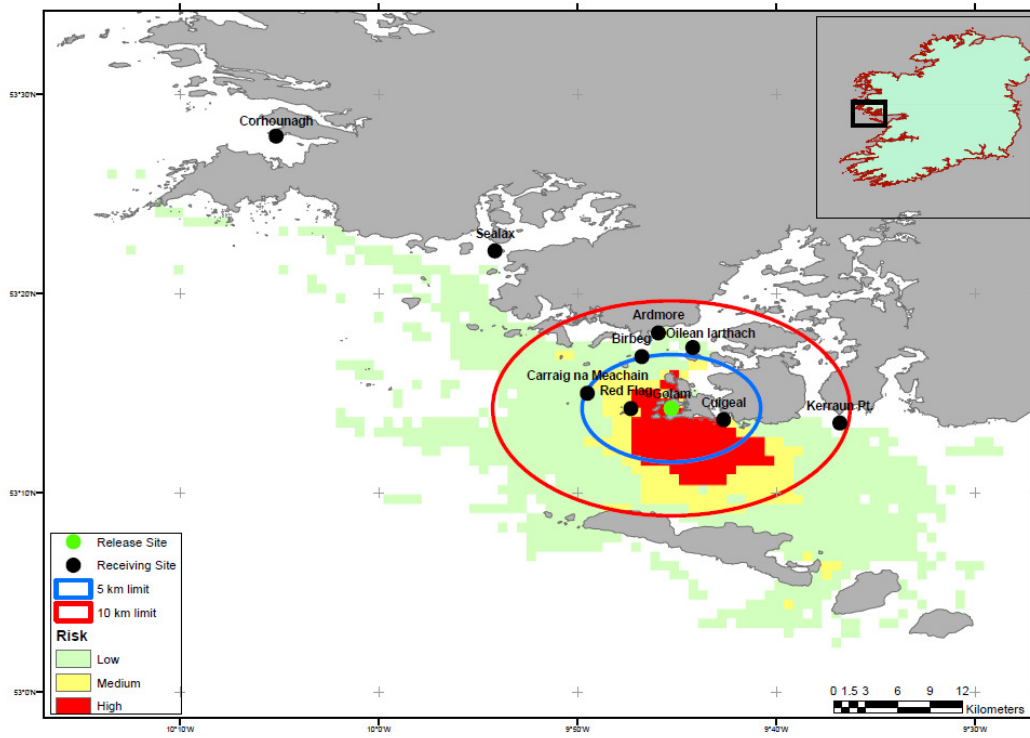 53°30'N
Corhounagh
Sealax
53°20'N
Ardmore
Oilean Iarthach
Birbeg
Carraig na Meachain
Red Flag
Golam
Culgeal
Kerraun Pt.
53°10'N
53°0'N
Release Site
Receiving Site
5 km limit
10 km limit
Risk
Low
Medium
High
0 1.5 3 6 9 12
Kilometers
10°10'W 10°0'W 9°50'W 9°40'W 9°30'W